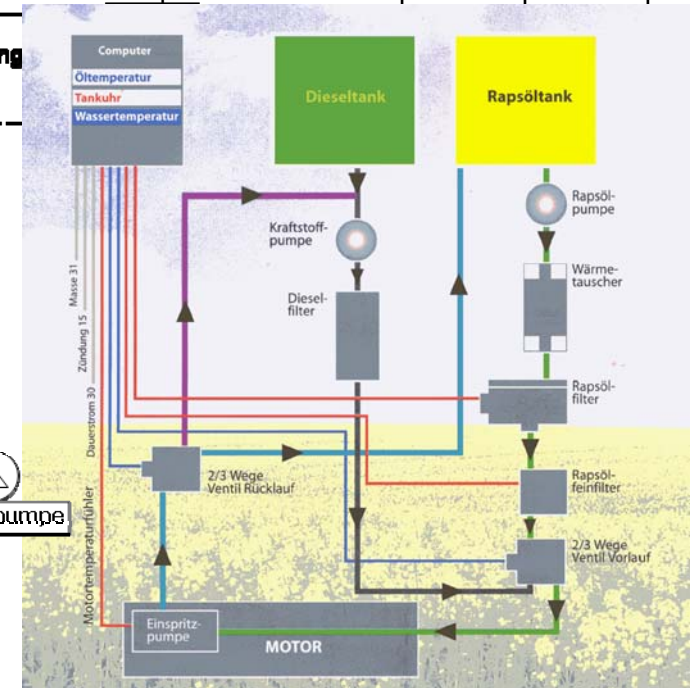 Computer
Öltemperatur
Tankuhr
Wassertemperatur
Dieseltank
Rapsöltank
Kraftstoff-
pumpe
Rapsöl-
pumpe
Wärme-
tauscher
Diesel-
filter
Masse 31
Zündung 15
Dauerstrom 30
Motortemperaturfühler
Rapsöl-
filter
2/3 Wege
Ventil Rücklauf
Rapsöl-
feinfilter
2/3 Wege
Ventil Vorlauf
pumpe
Einspritz-
pumpe
MOTOR